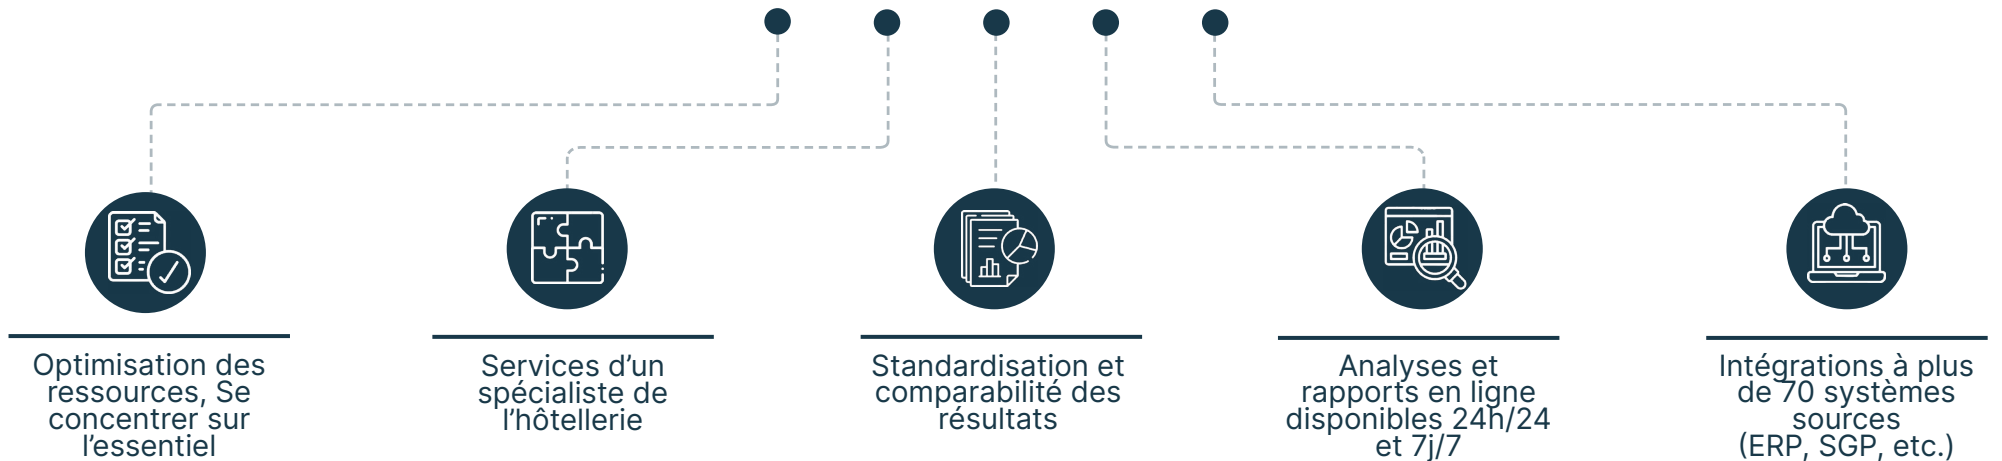 Optimisation des
ressources, Se
concentrer sur
l’essentiel
Services d’un
spécialiste de
l’hôtellerie
Standardisation et
comparabilité des
résultats
Analyses et
rapports en ligne
disponibles 24h/24
et 7j/7
Intégrations à plus
de 70 systèmes
sources
(ERP, SGP, etc.)